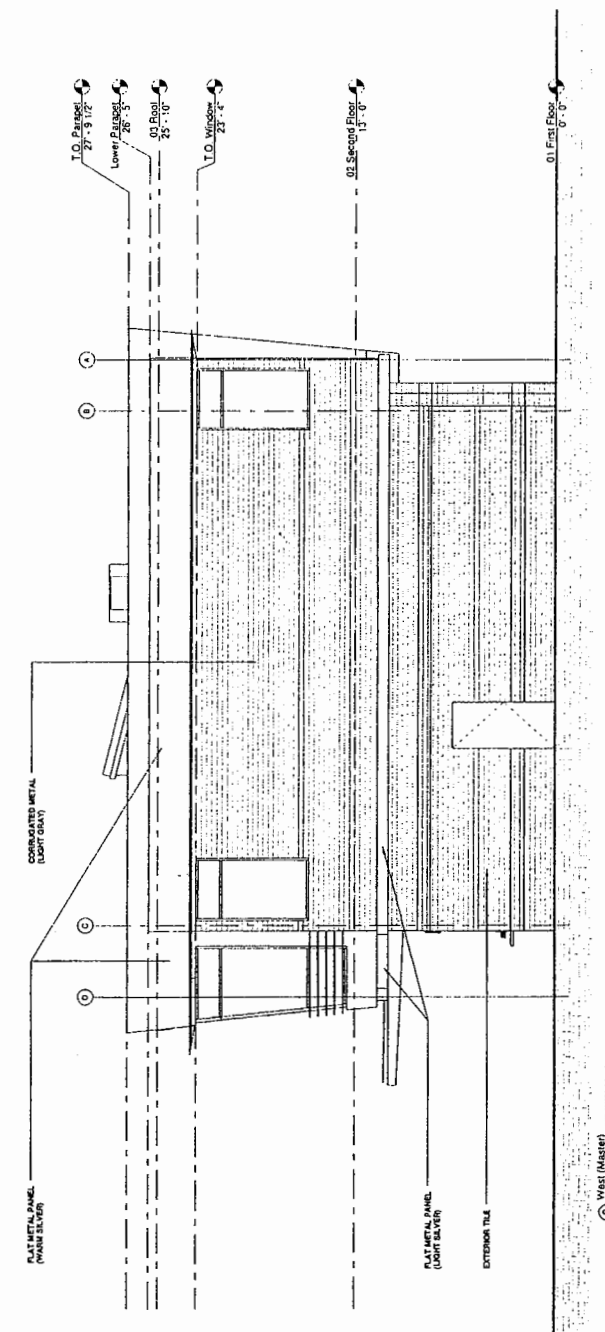 T.O. Parapet
27' - 9 1/2"
Lower Parapet
26' - 5"
03 Roof
25' - 10"
T.O. Window
23' - 4"
02 Second Floor
13' - 0"
01 First Floor
0' - 0"
A
B
C
D
CORRUGATED METAL
(LIGHT GRAY)
FLAT METAL PANEL
(WARM SILVER)
FLAT METAL PANEL
(LIGHT SILVER)
EXTERIOR TILE
West (Master)